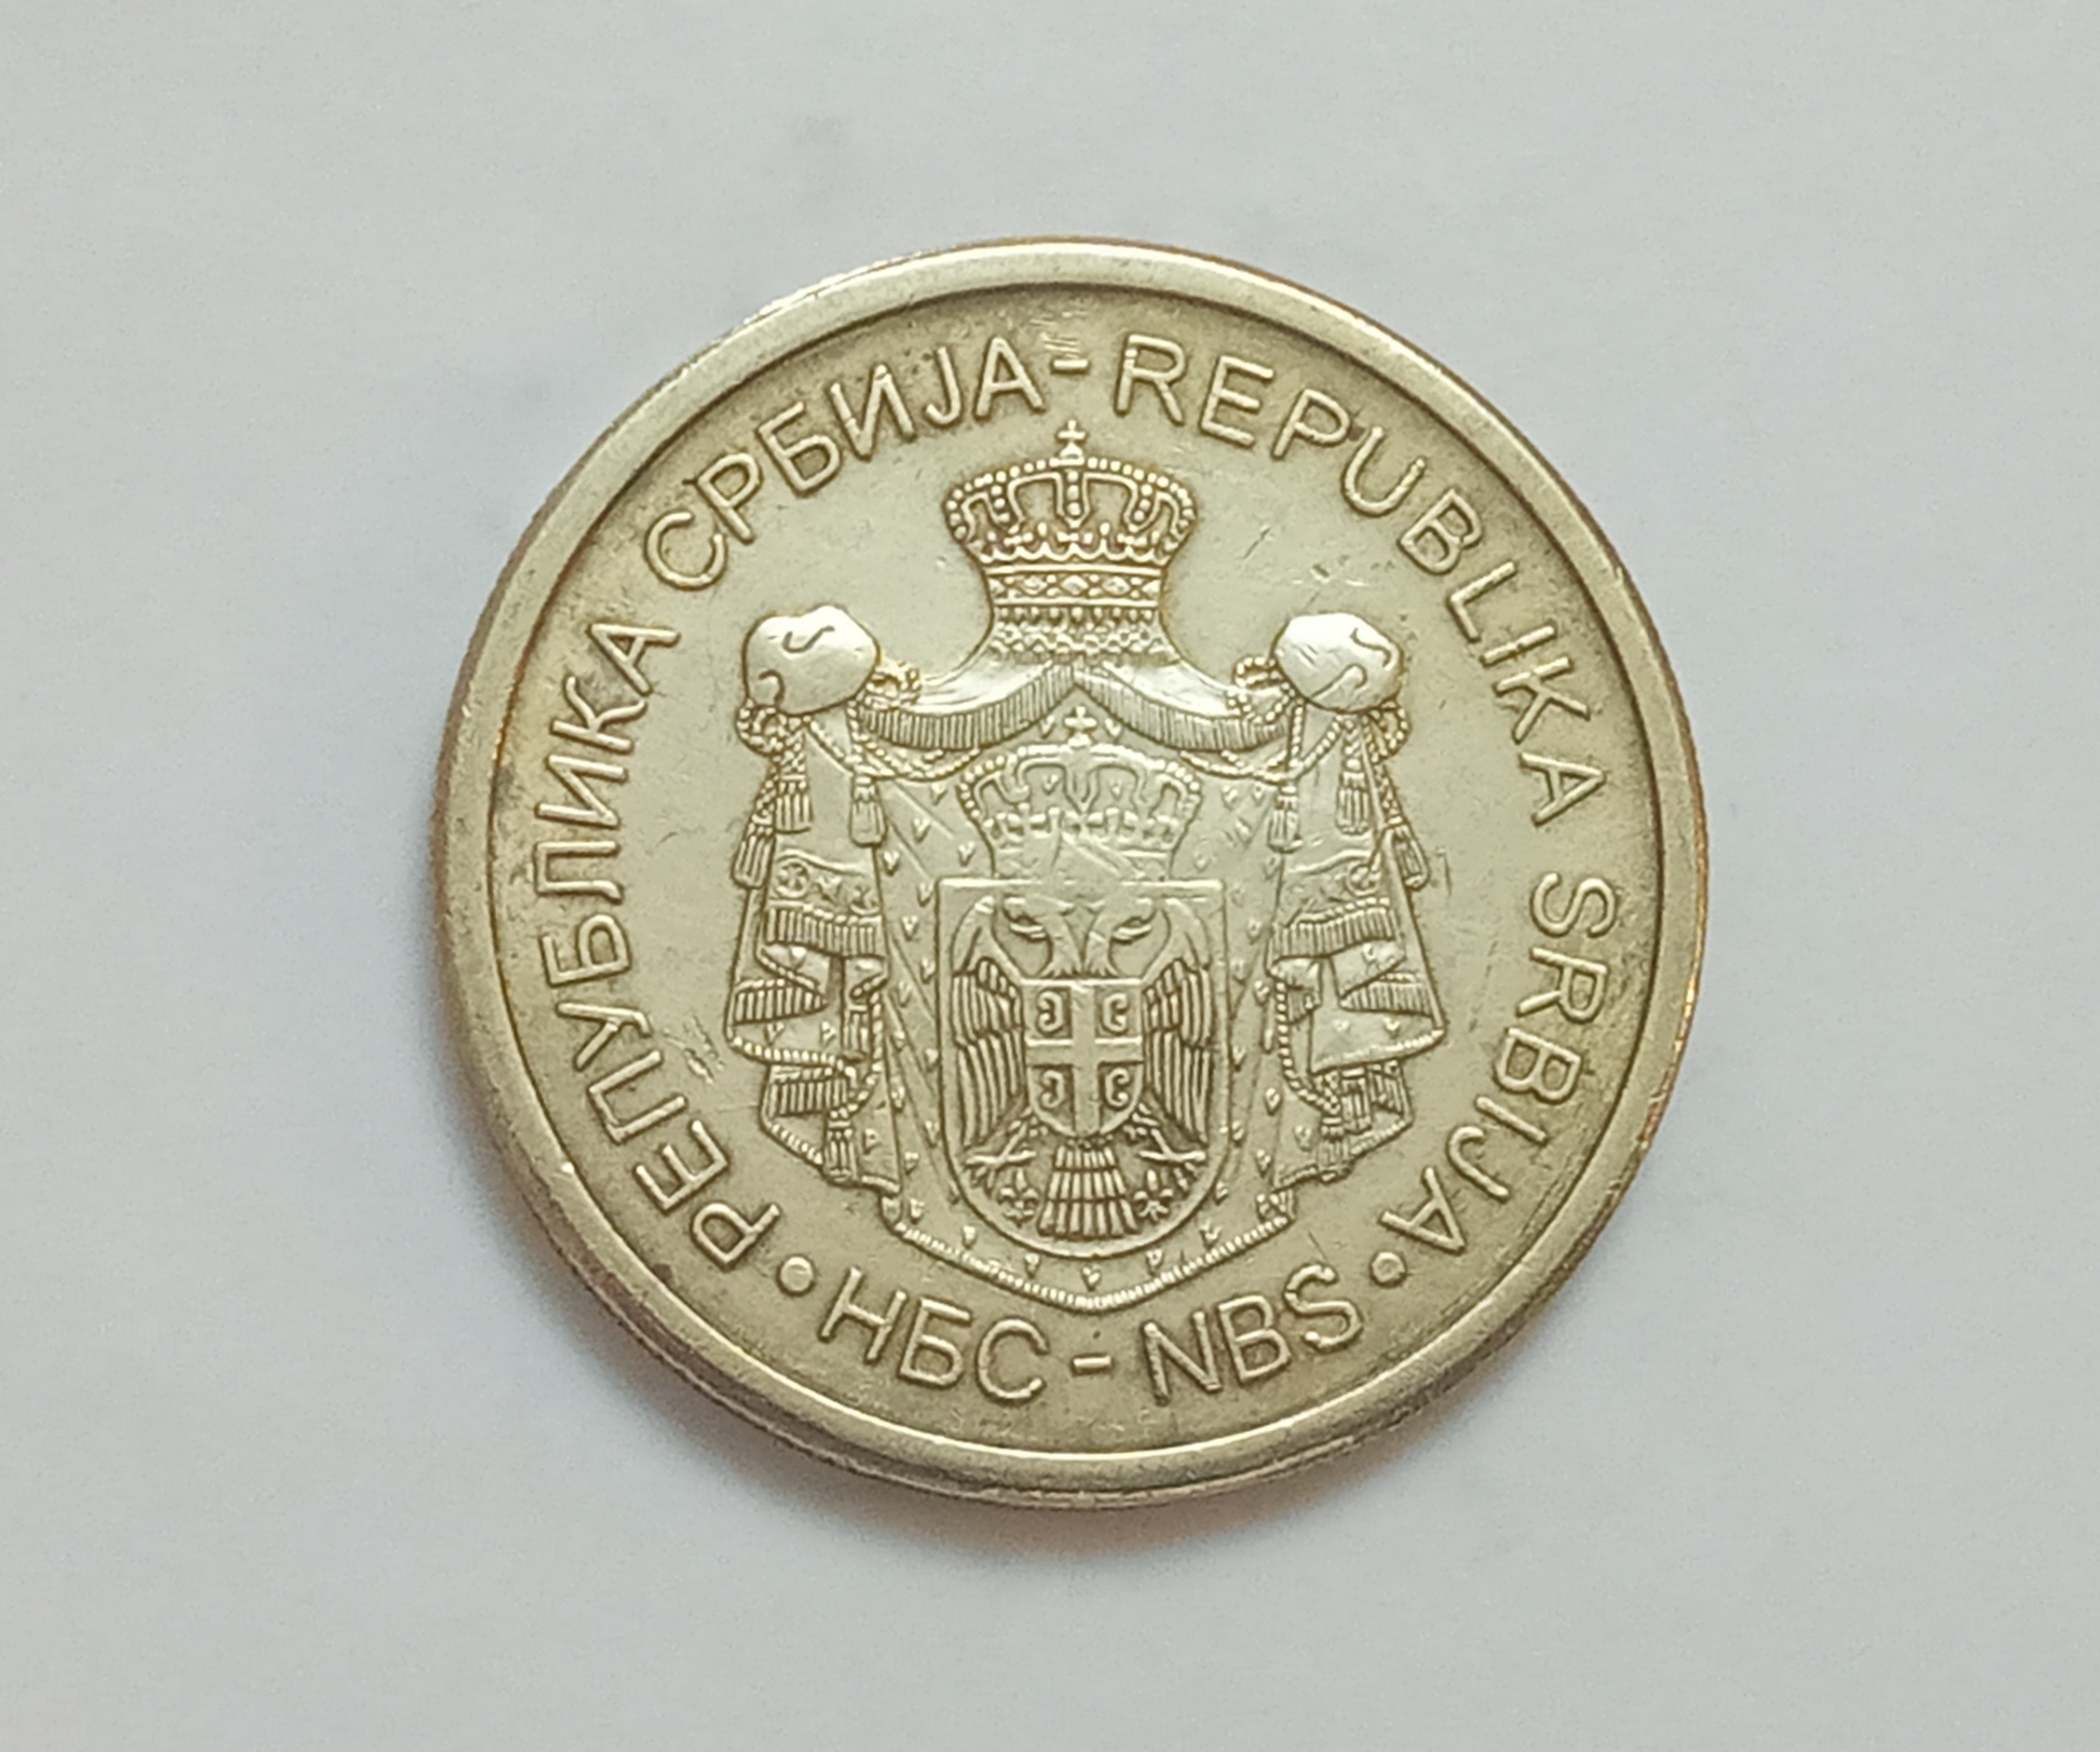 РЕПУБЛИКА СРБИЈА - REPUBLIKA SRBIJA
• НБС - NBS •